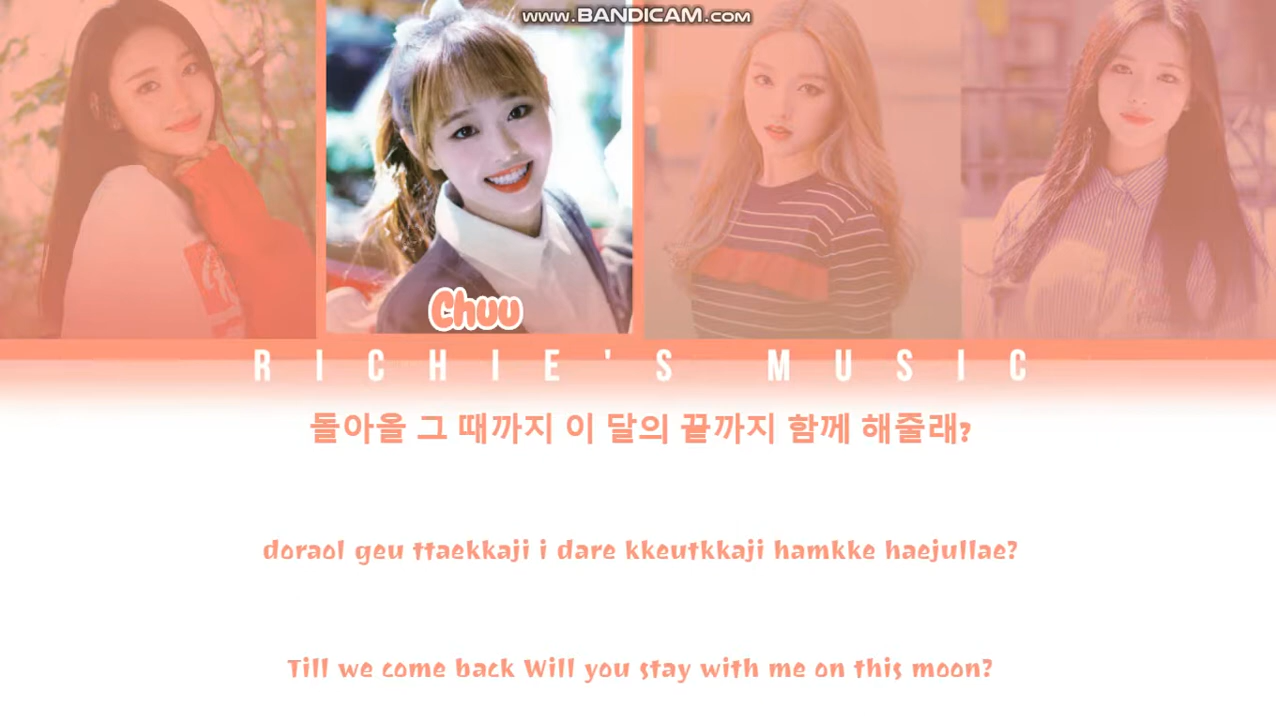 www.BANDICAM.com
Chuu
RICHIE'S MUSIC
돌아올 그 때까지 이 달의 끝까지 함께 해줄래?
doraol geu ttaekkaji i dare kkeutkkaji hamkke haejullae?
Till we come back Will you stay with me on this moon?